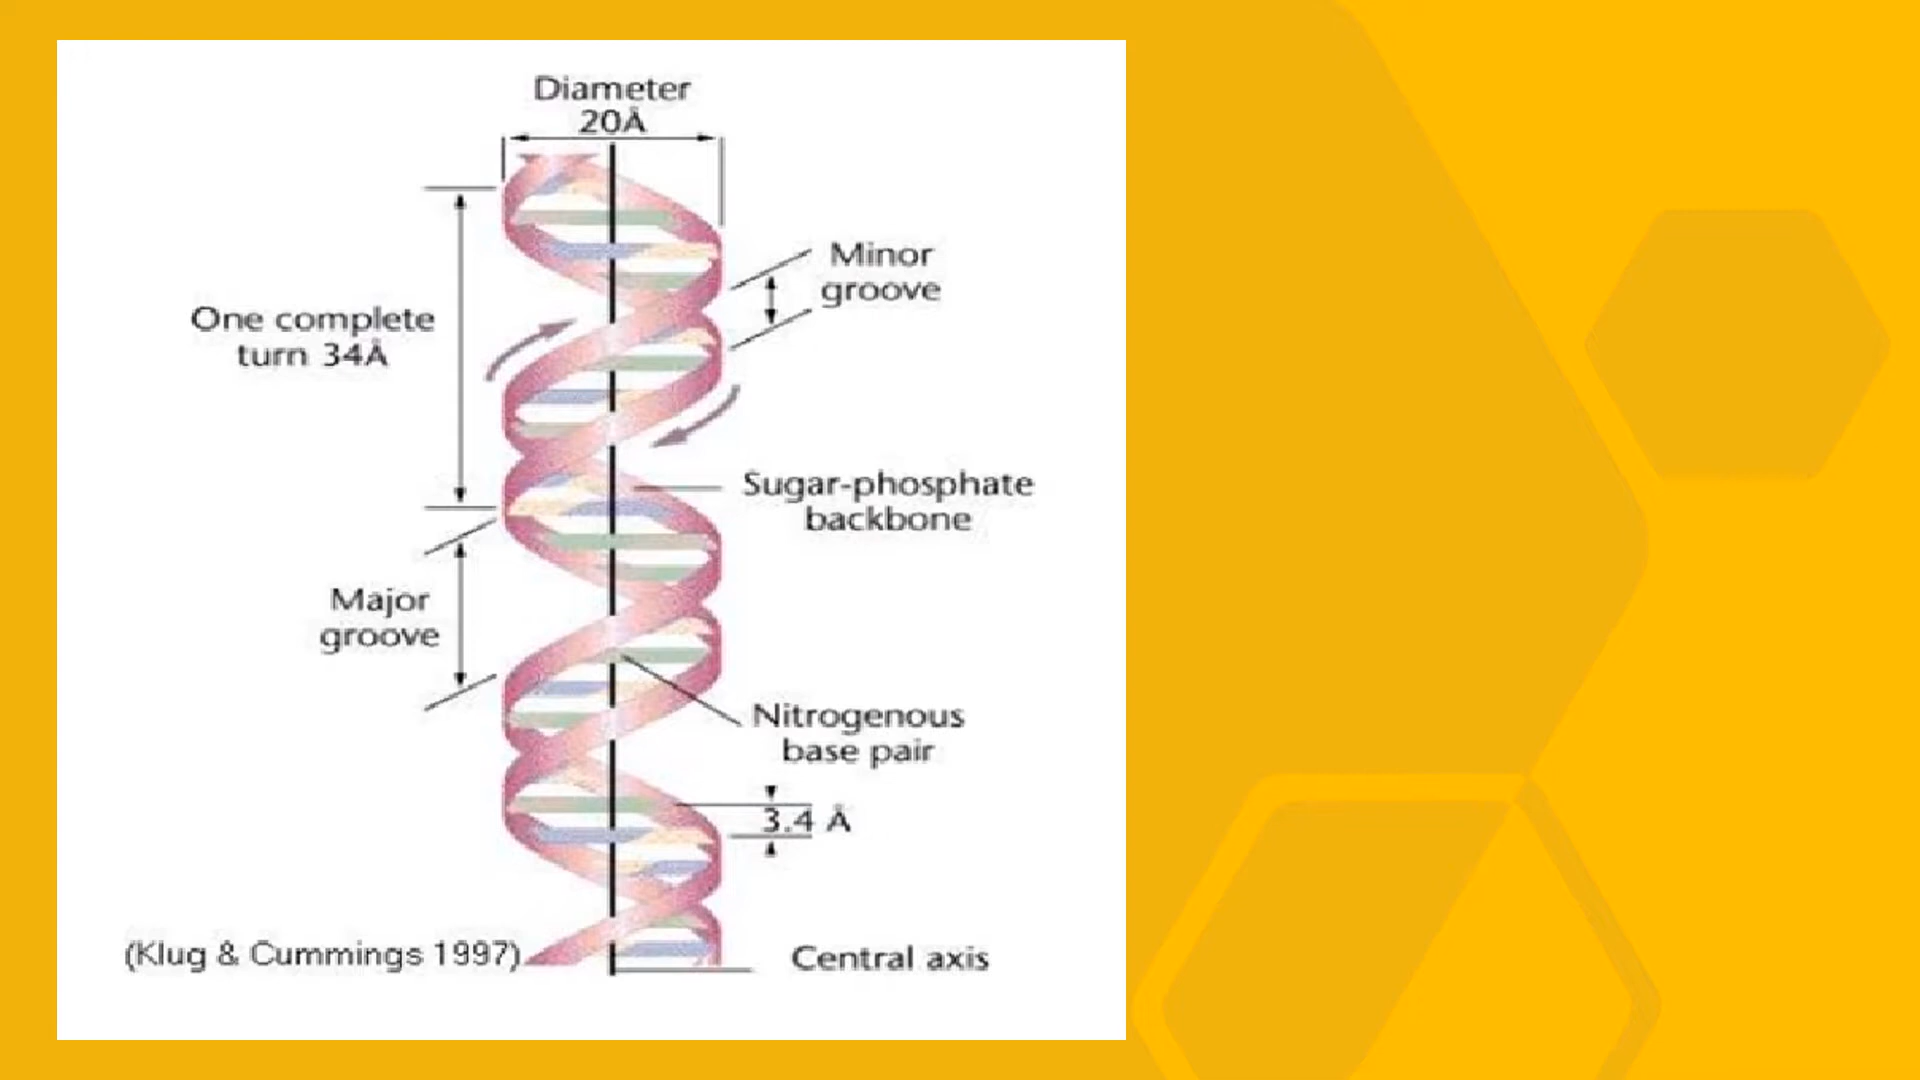 Diameter
20Å
Minor
groove
One complete
turn 34Å
Sugar-phosphate
backbone
Major
groove
Nitrogenous
base pair
3.4 Å
(Klug & Cummings 1997)
Central axis